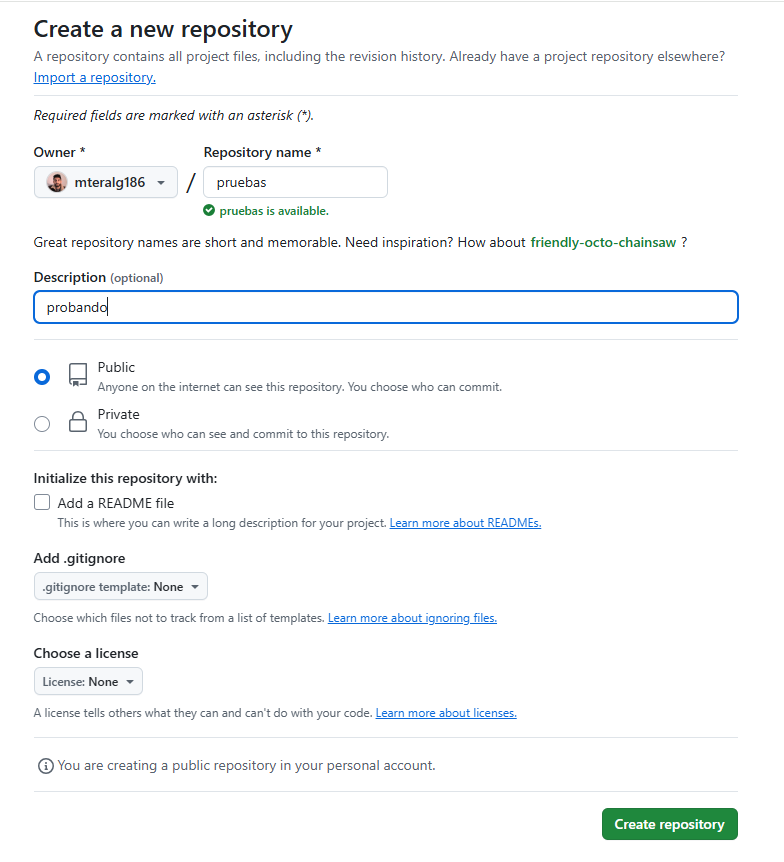 Create a new repository
A repository contains all project files, including the revision history. Already have a project repository elsewhere?
Import a repository.
Required fields are marked with an asterisk (*).
Owner * Repository name *
mteralg186 / pruebas
pruebas is available.
Great repository names are short and memorable. Need inspiration? How about friendly-octo-chainsaw ?
Description (optional)
probando
Public
Anyone on the internet can see this repository. You choose who can commit.
Private
You choose who can see and commit to this repository.
Initialize this repository with:
Add a README file
This is where you can write a long description for your project. Learn more about READMEs.
Add .gitignore
.gitignore template: None
Choose which files not to track from a list of templates. Learn more about ignoring files.
Choose a license
License: None
A license tells others what they can and can't do with your code. Learn more about licenses.
You are creating a public repository in your personal account.
Create repository